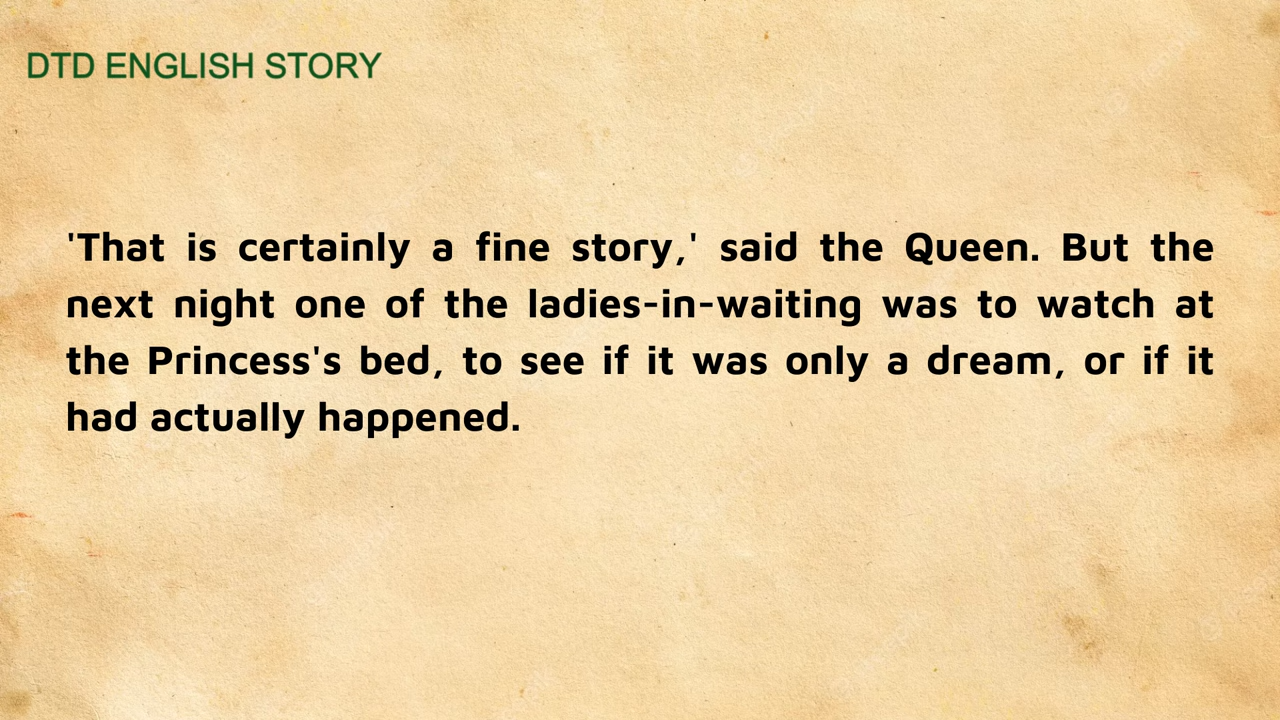 DTD ENGLISH STORY
'That is certainly a fine story,' said the Queen. But the
next night one of the ladies-in-waiting was to watch at
the Princess's bed, to see if it was only a dream, or if it
had actually happened.